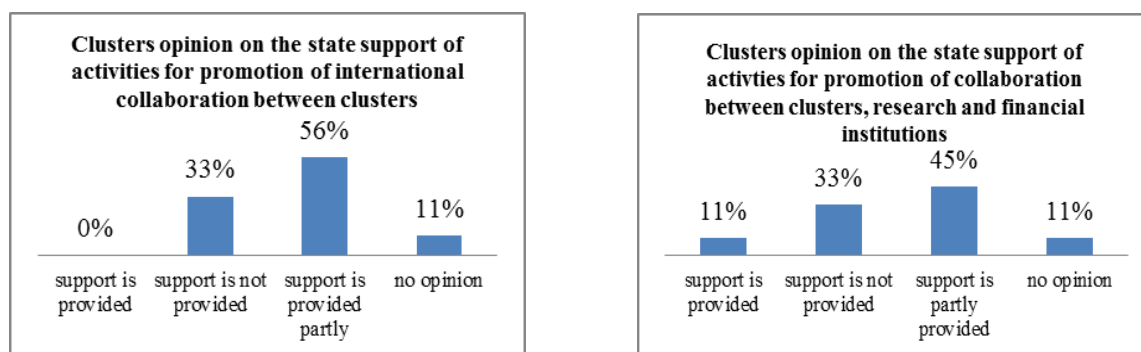 Clusters opinion on the state support of
activities for promotion of international
collaboration between clusters
56%
33%
11%
0%
support is
provided
support is not
provided
support is
provided
partly
no opinion
Clusters opinion on the state support of
activties for promotion of collaboration
between clusters, research and financial
institutions
45%
33%
11%
11%
support is
provided
support is not
provided
support is
partly
provided
no opinion